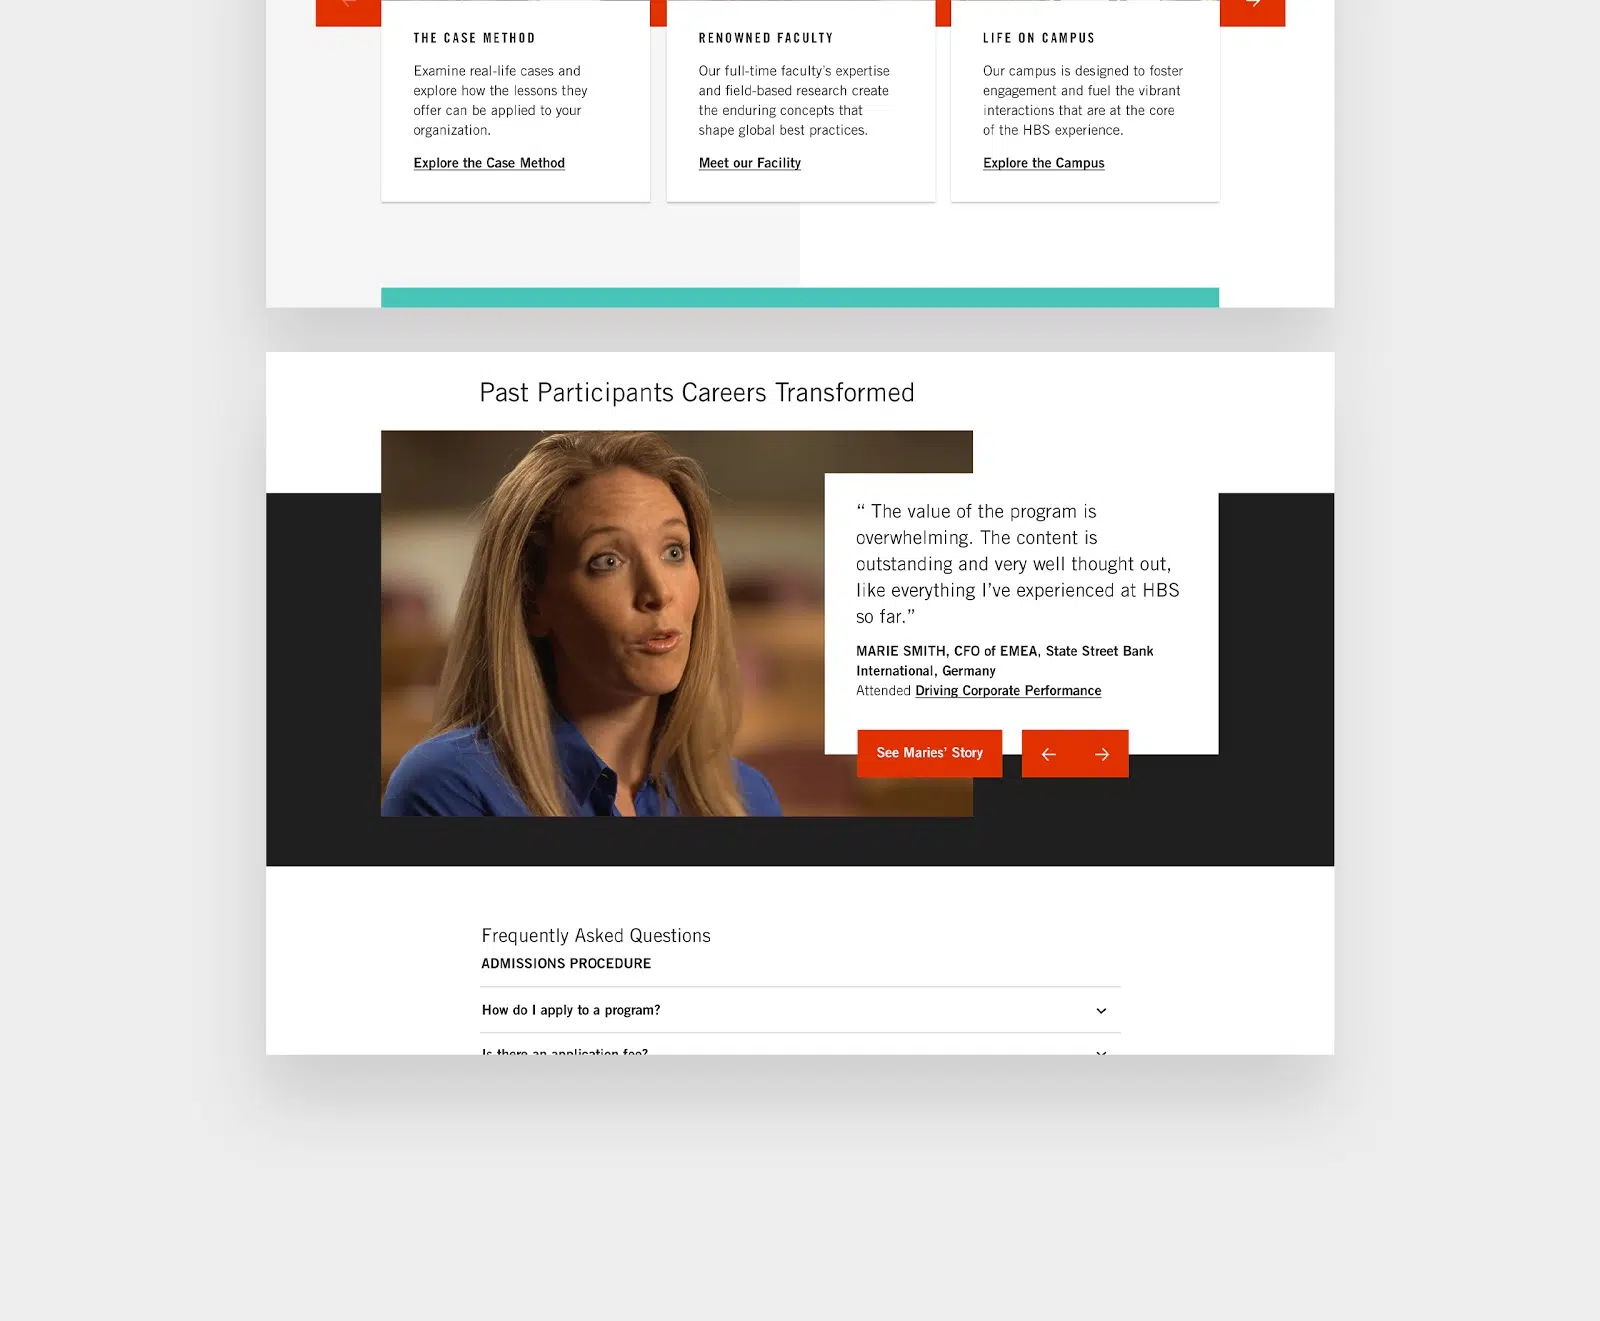 THE CASE METHOD
Examine real-life cases and
explore how the lessons they
offer can be applied to your
organization.
Explore the Case Method
RENOWNED FACULTY
Our full-time faculty's expertise
and field-based research create
the enduring concepts that
shape global best practices.
Meet our Facility
LIFE ON CAMPUS
Our campus is designed to foster
engagement and fuel the vibrant
interactions that are at the core
of the HBS experience.
Explore the Campus
Past Participants Careers Transformed
“ The value of the program is
overwhelming. The content is
outstanding and very well thought out,
like everything I’ve experienced at HBS
so far.”
MARIE SMITH, CFO of EMEA, State Street Bank
International, Germany
Attended Driving Corporate Performance
See Maries’ Story
Frequently Asked Questions
ADMISSIONS PROCEDURE
How do I apply to a program?
Is there an application fee?